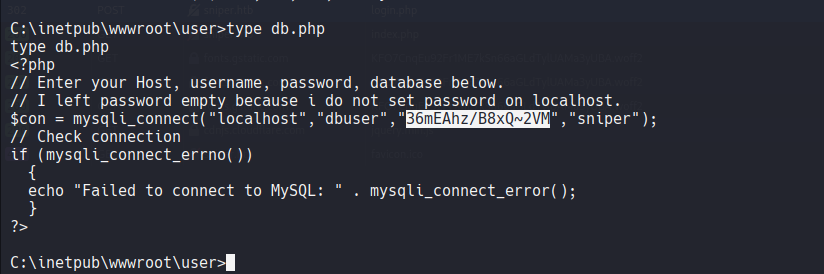 C:\inetpub\wwwroot\user>type db.php
type db.php
<?php
// Enter your Host, username, password, database below.
// I left password empty because i do not set password on localhost.
$con = mysqli_connect("localhost","dbuser","36mEAhz/B8xQ~2VM","sniper");
// Check connection
if (mysqli_connect_errno())
  {
  echo "Failed to connect to MySQL: " . mysqli_connect_error();
  }
?>

C:\inetpub\wwwroot\user>